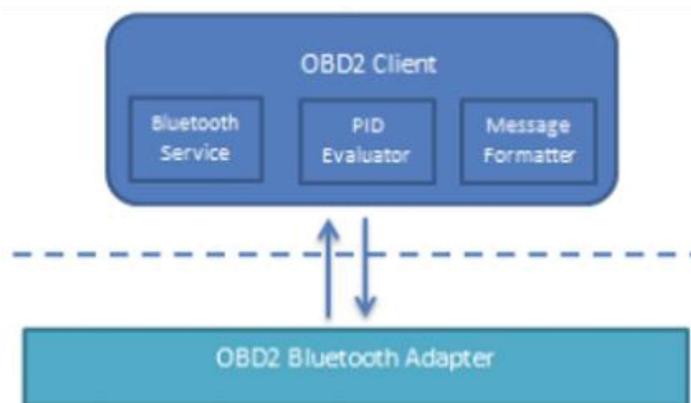 OBD2 Client
Bluetooth
Service
PID
Evaluator
Message
Formatter
OBD2 Bluetooth Adapter